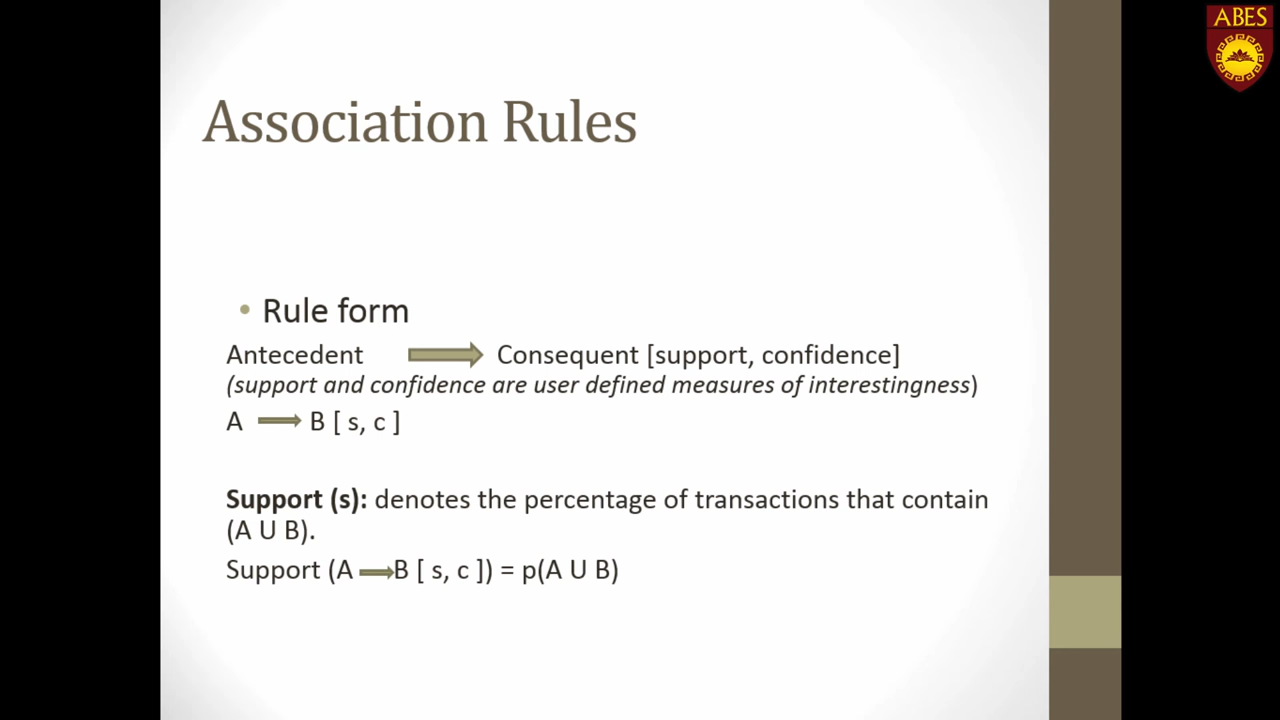 ABES
Association Rules
• Rule form
Antecedent Consequent [support, confidence]
(support and confidence are user defined measures of interestingness)
A B [ s, c ]
Support (s): denotes the percentage of transactions that contain
(A U B).
Support (A B [ s, c ]) = p(A U B)